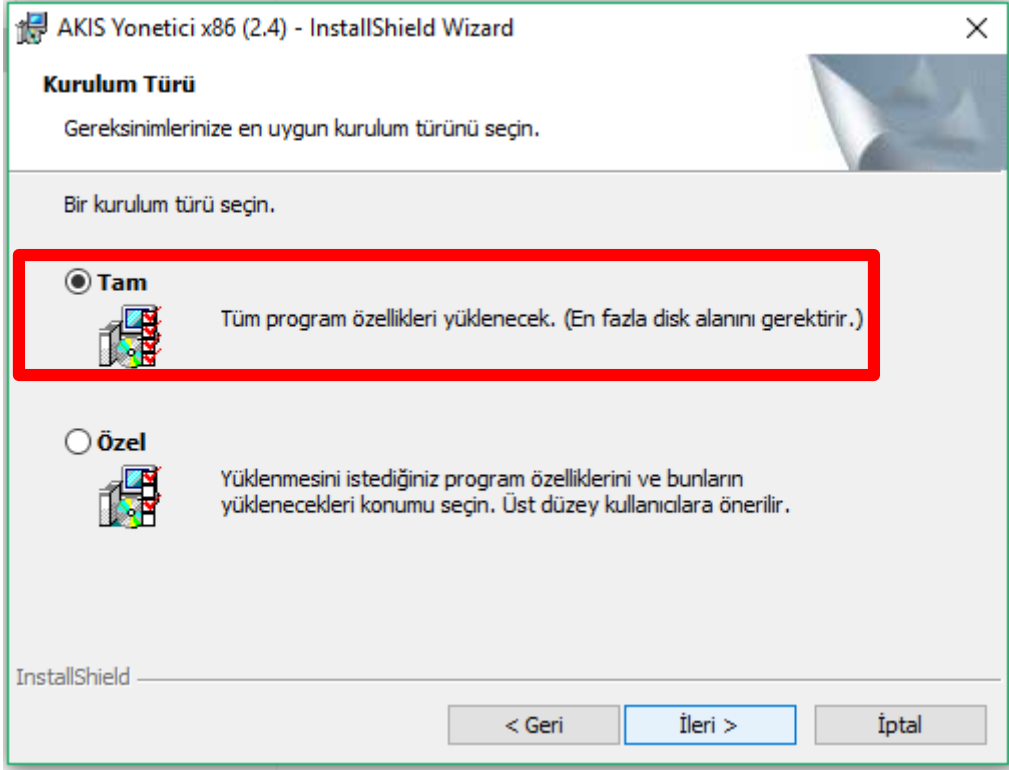 AKIS Yonetici x86 (2.4) - InstallShield Wizard
Kurulum Türü
Gereksinimlerinize en uygun kurulum türünü seçin.
Bir kurulum türü seçin.
Tam
Tüm program özellikleri yüklenecek. (En fazla disk alanını gerektirir.)
Özel
Yüklenmesini istediğiniz program özelliklerini ve bunların
yüklenecekleri konumu seçin. Üst düzey kullanıcılara önerilir.
InstallShield
< Geri
İleri >
İptal